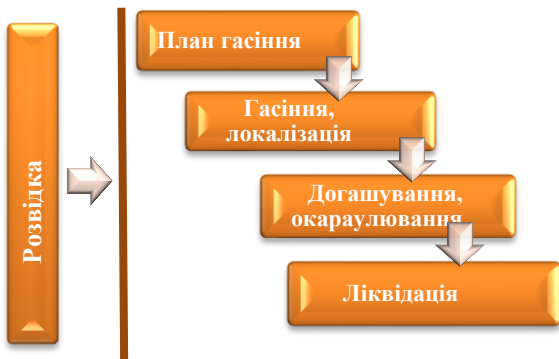 Розвідка
План гасіння
Гасіння,
локалізація
Догашування,
окараулювання
Ліквідація